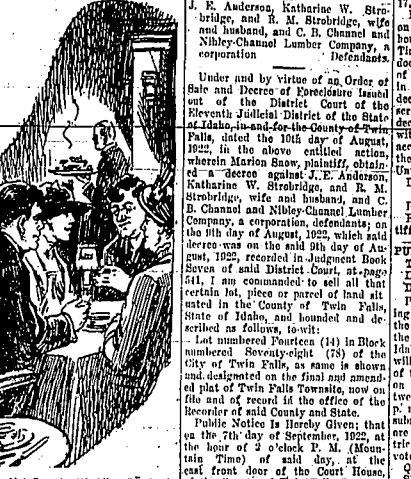 J. E. Anderson, Katharine W. Stro-
bridge, and R. M. Strobridge, wife
and husband, and C. B. Channel and
Nibley-Channel Lumber Company, a
corporation Defendants.
Under and by virtue of an Order of
Sale and Decree of Foreclosure issued
out of the District Court of the
Eleventh Judicial District of the State
of Idaho, in and for the County of Twin
Falls, dated the 10th day of August,
1922, in the above entitled action,
wherein Marion Snow, plaintiff, obtain-
ed a decree against J. E. Anderson,
Katharine W. Strobridge, and R. M.
Strobridge, wife and husband, and C.
B. Channel and Nibley-Channel Lumber
Company, a corporation, defendants; on
the 9th day of August, 1922, which said
decree was on the said 9th day of Au-
gust, 1922, recorded in Judgment Book
Seven of said District Court, at page
541, I am commanded to sell all that
certain lot, piece or parcel of land sit
uated in the County of Twin Falls,
State of Idaho, and bounded and de-
scribed as follows, to-wit:
Lot numbered Fourteen (14) in Block
numbered Seventy-eight (78) of the
City of Twin Falls, as same is shown
and designated on the final and amend-
ed plat of Twin Falls Townsite, now on
file and of record in the office of the
Recorder of said County and State.
Public Notice Is Hereby Given; that
on the 7th day of September, 1922, at
the hour of 2 o'clock P. M. (Moun-
tain Time) of said day, at the
east front door of the Court House,